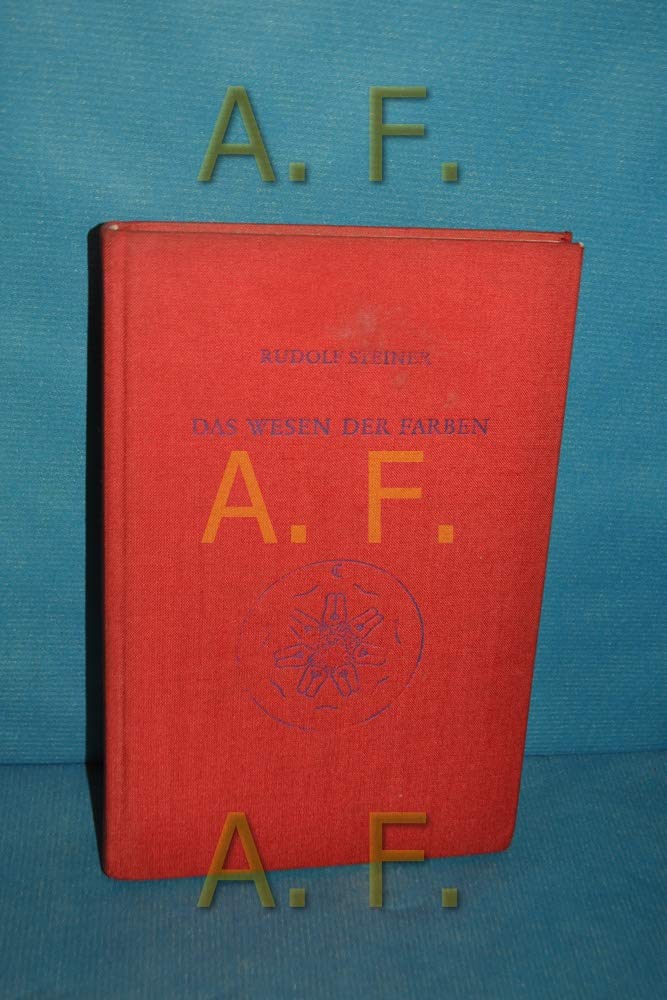 A. F.
RUDOLF STEINER
DAS WESEN DER FARBEN
A. F.
A. F.